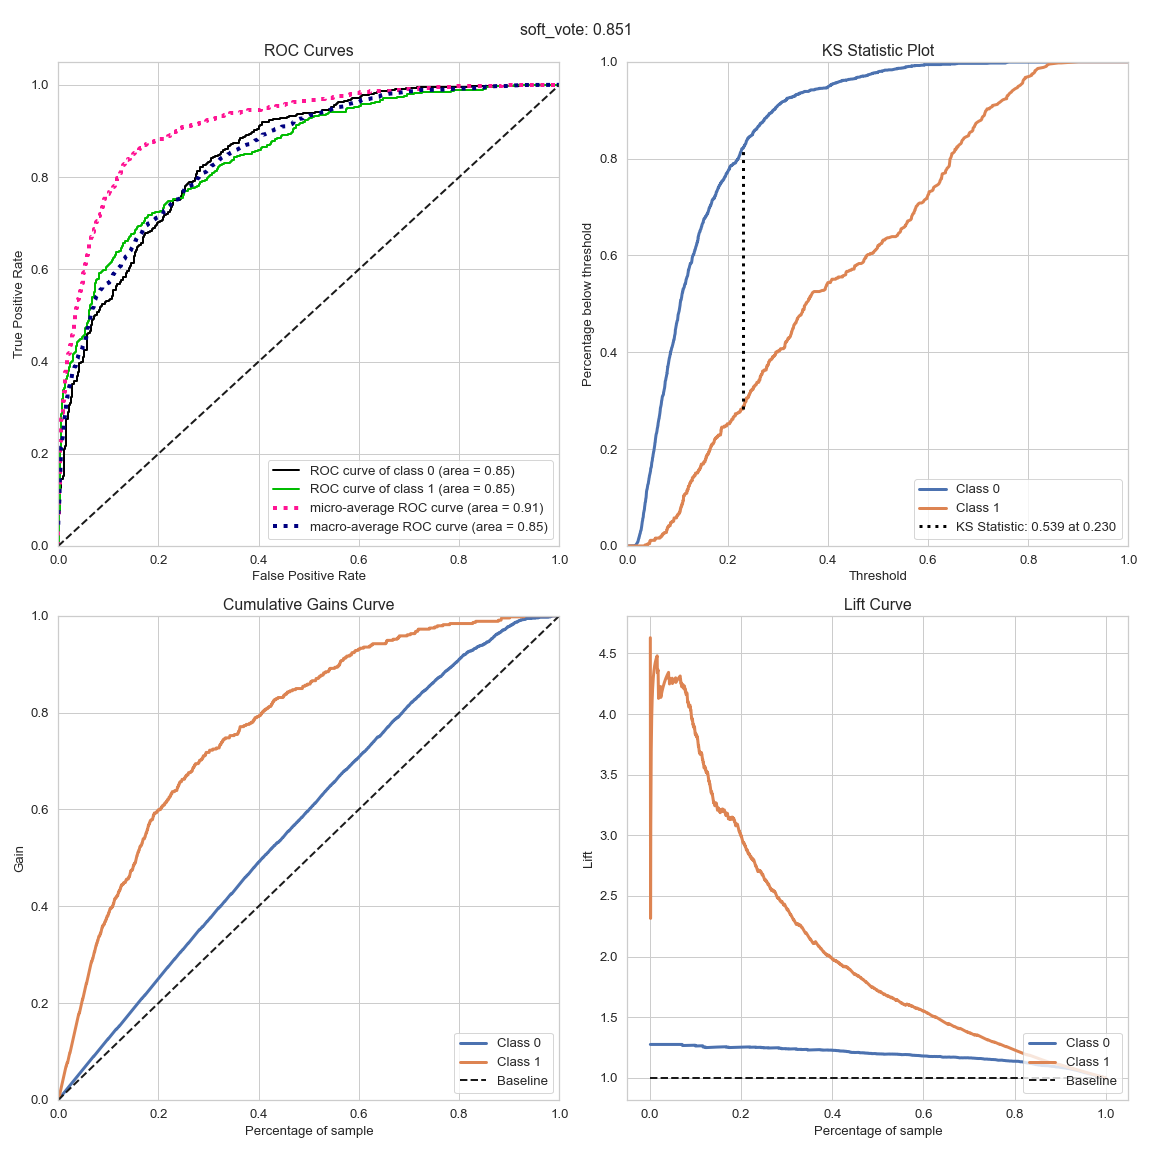 soft_vote: 0.851
ROC Curves
True Positive Rate
1.0
0.8
0.6
0.4
0.2
0.0
0.0 0.2 0.4 0.6 0.8 1.0
False Positive Rate
ROC curve of class 0 (area = 0.85)
ROC curve of class 1 (area = 0.85)
micro-average ROC curve (area = 0.91)
macro-average ROC curve (area = 0.85)
KS Statistic Plot
Percentage below threshold
1.0
0.8
0.6
0.4
0.2
0.0
0.0 0.2 0.4 0.6 0.8 1.0
Threshold
Class 0
Class 1
KS Statistic: 0.539 at 0.230
Cumulative Gains Curve
Gain
1.0
0.8
0.6
0.4
0.2
0.0
0.0 0.2 0.4 0.6 0.8 1.0
Percentage of sample
Class 0
Class 1
Baseline
Lift Curve
Lift
4.5
4.0
3.5
3.0
2.5
2.0
1.5
1.0
0.0 0.2 0.4 0.6 0.8 1.0
Percentage of sample
Class 0
Class 1
Baseline